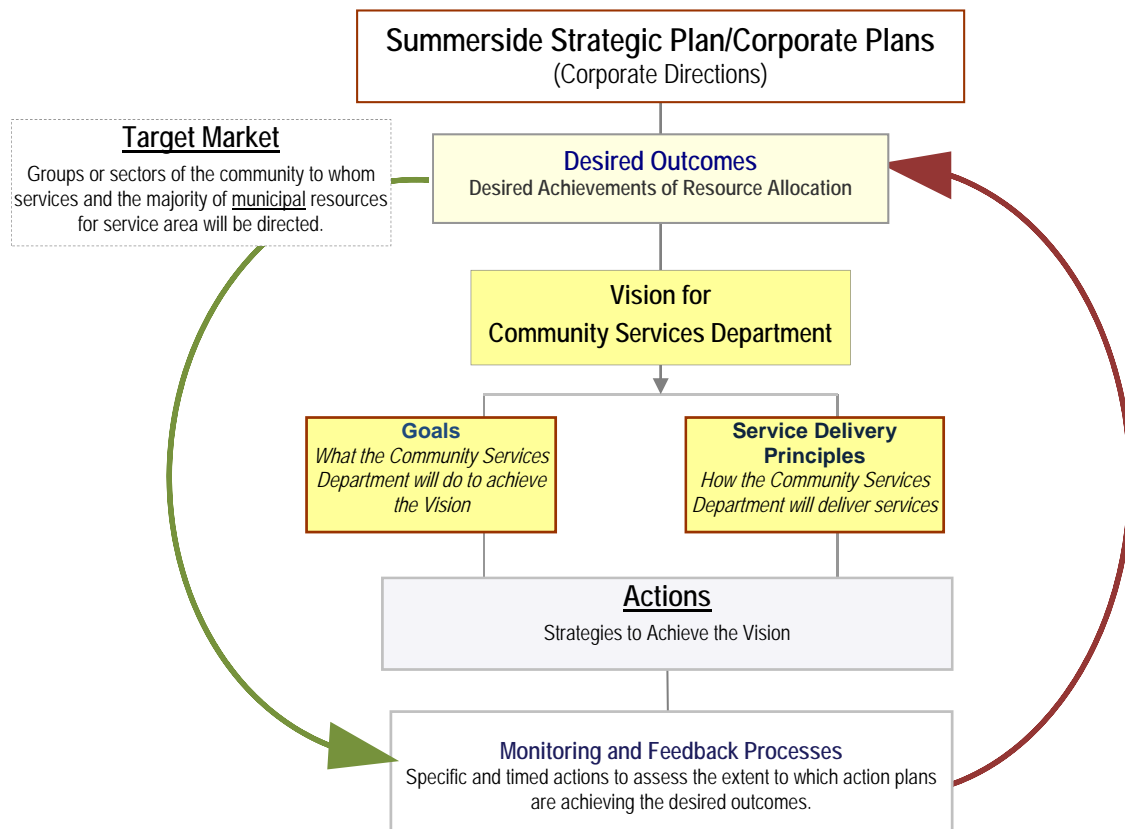 Summerside Strategic Plan/Corporate Plans
(Corporate Directions)
Target Market
Groups or sectors of the community to whom
services and the majority of municipal resources
for service area will be directed.
Desired Outcomes
Desired Achievements of Resource Allocation
Vision for
Community Services Department
Goals
What the Community Services
Department will do to achieve
the Vision
Service Delivery
Principles
How the Community Services
Department will deliver services
Actions
Strategies to Achieve the Vision
Monitoring and Feedback Processes
Specific and timed actions to assess the extent to which action plans
are achieving the desired outcomes.